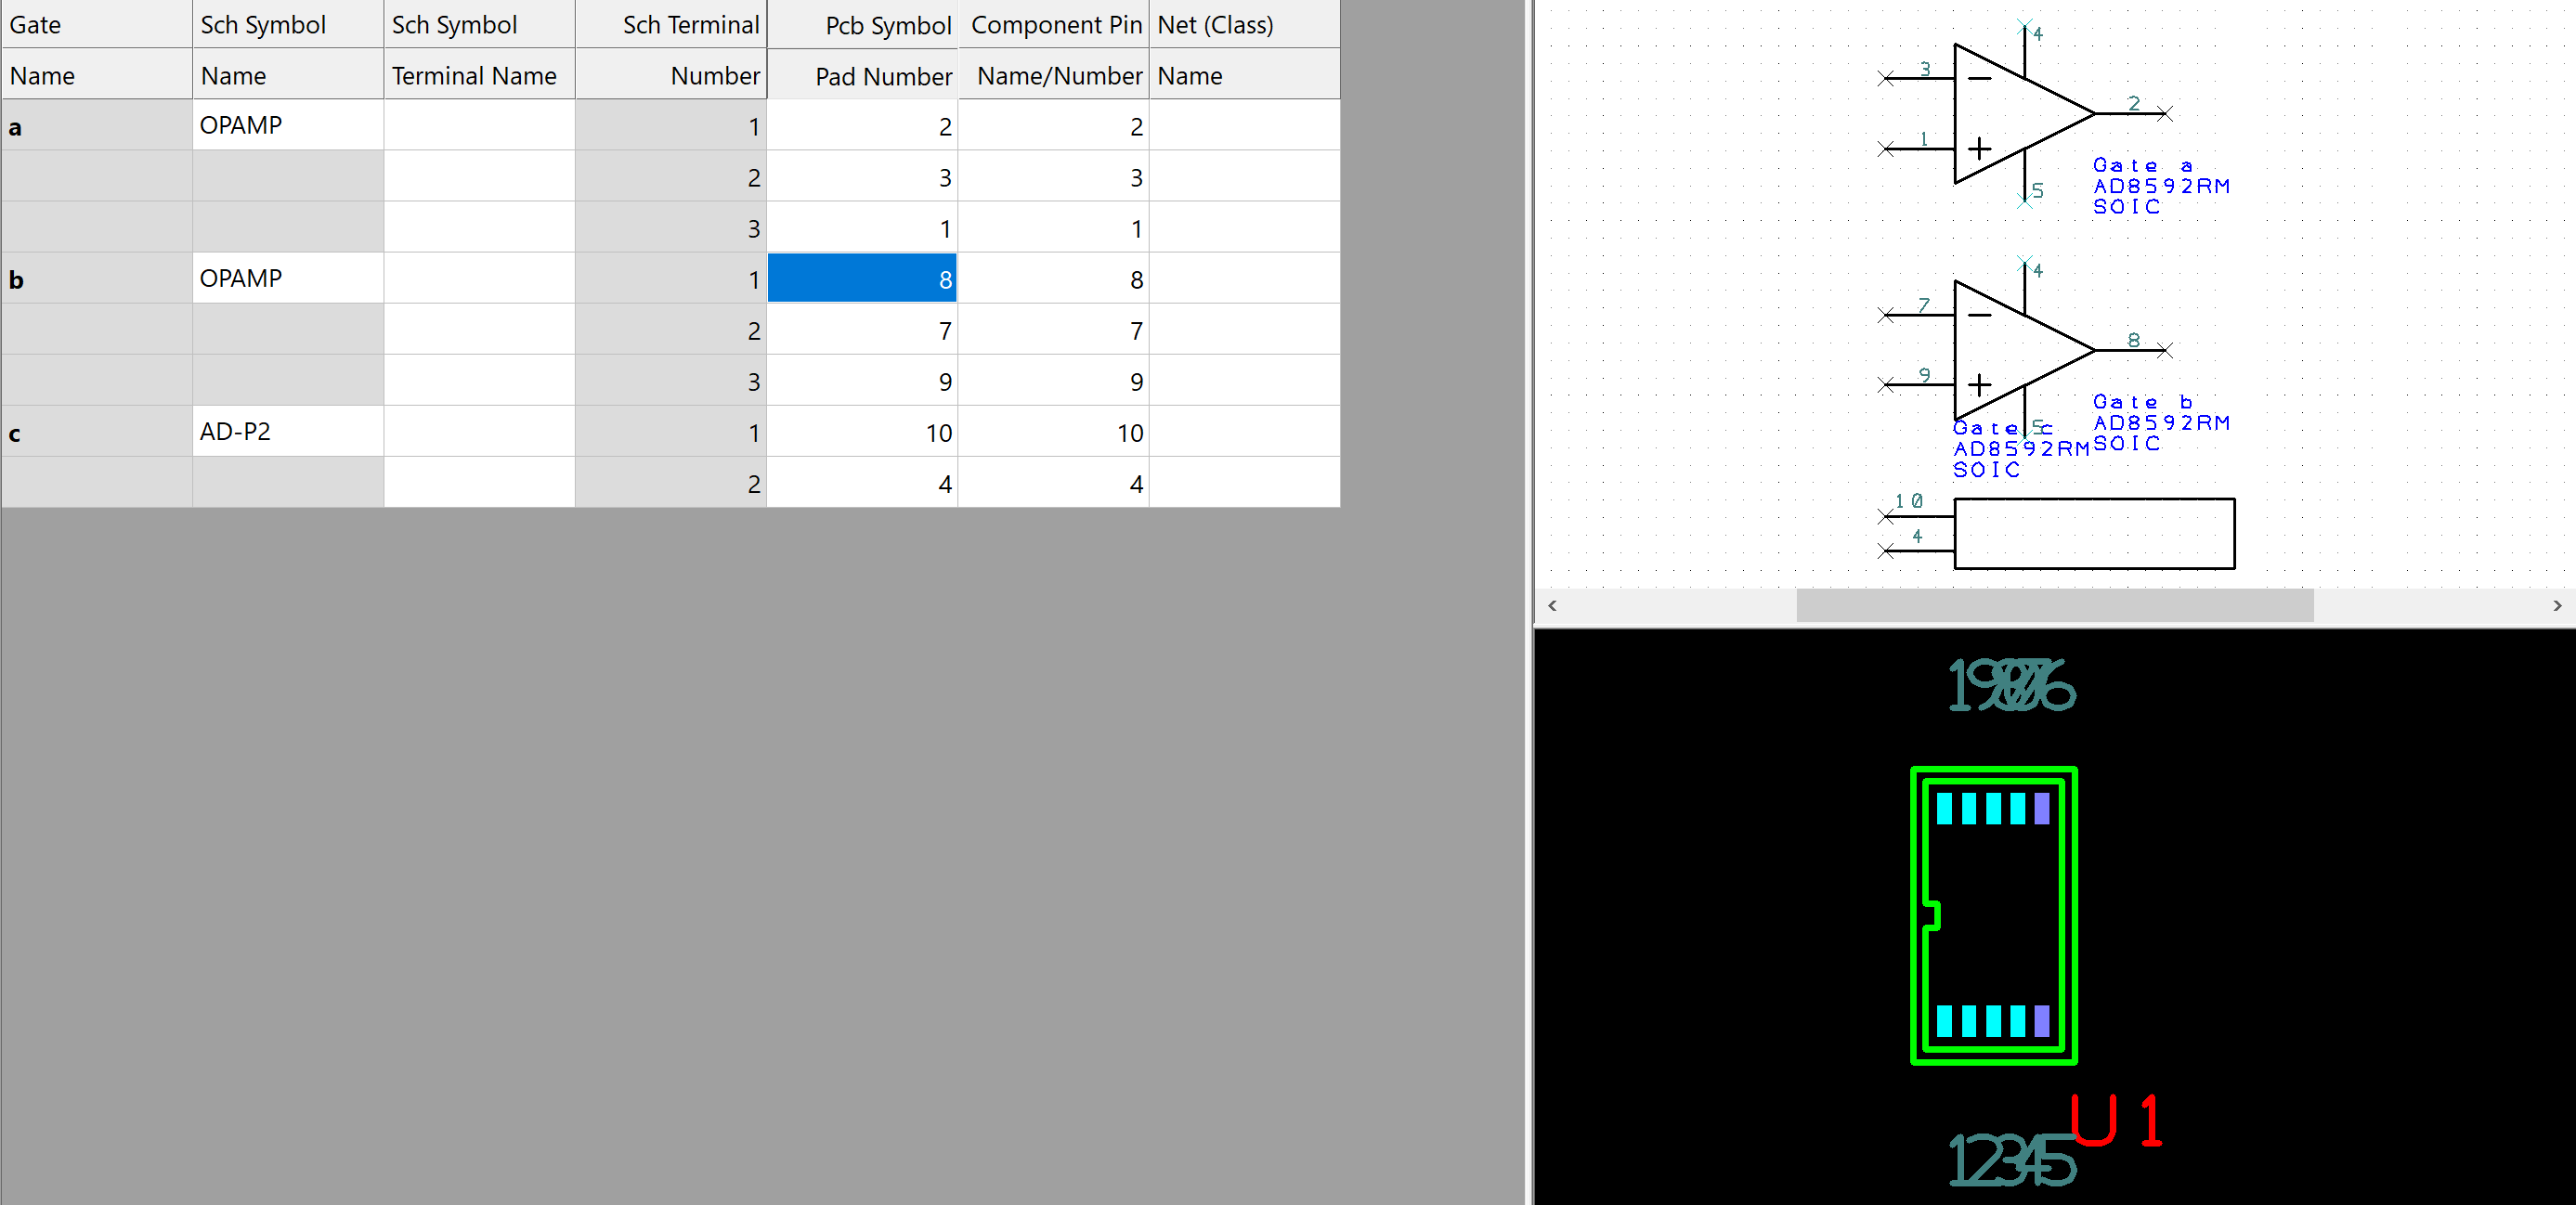 Gate Sch Symbol Sch Symbol Sch Terminal Pcb Symbol Component Pin Net (Class)
Name Name Terminal Name Number Pad Number Name/Number Name
a OPAMP 1 2 2
2 3 3
3 1 1
b OPAMP 1 8 8
2 7 7
3 9 9
c AD-P2 1 10 10
2 4 4
4
3
−
2
1
+
5
Gate a
AD8592RM
SOIC
4
7
−
8
9
+
5
Gate b
AD8592RM
SOIC
Gate c
AD8592RM
SOIC
10
4
U1
12345